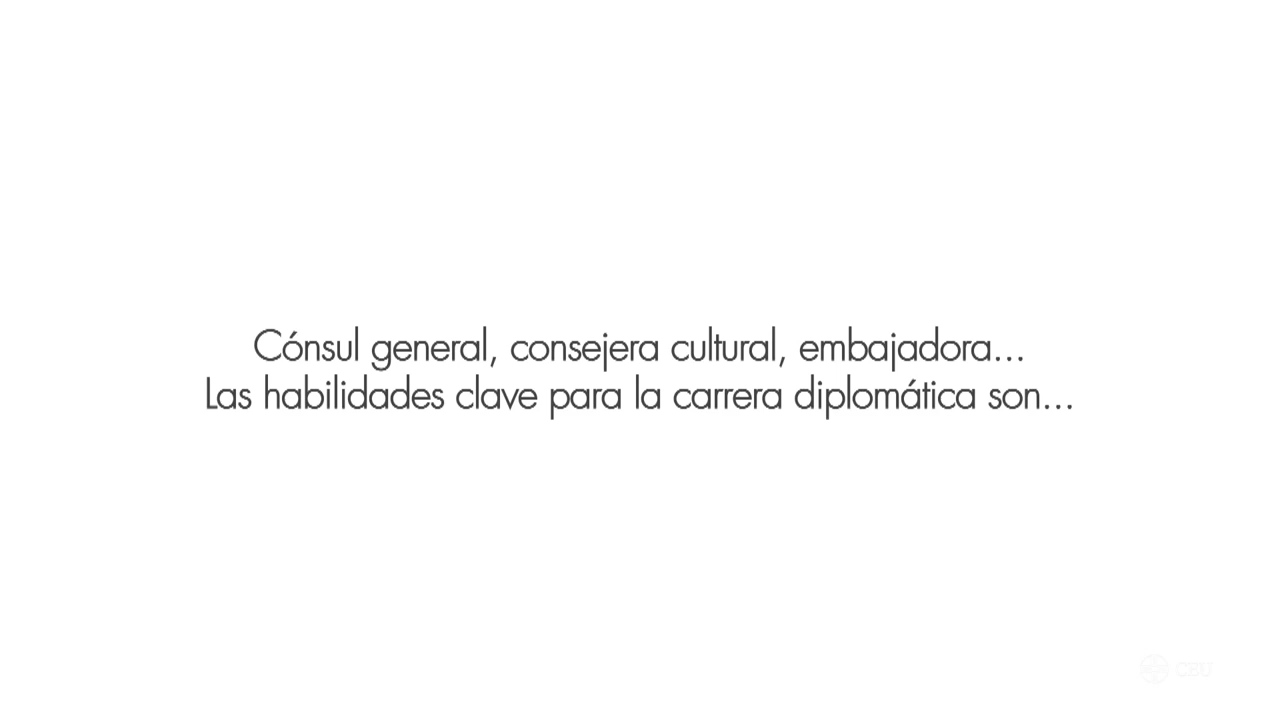 Cónsul general, consejera cultural, embajadora...
Las habilidades clave para la carrera diplomática son...
CEU